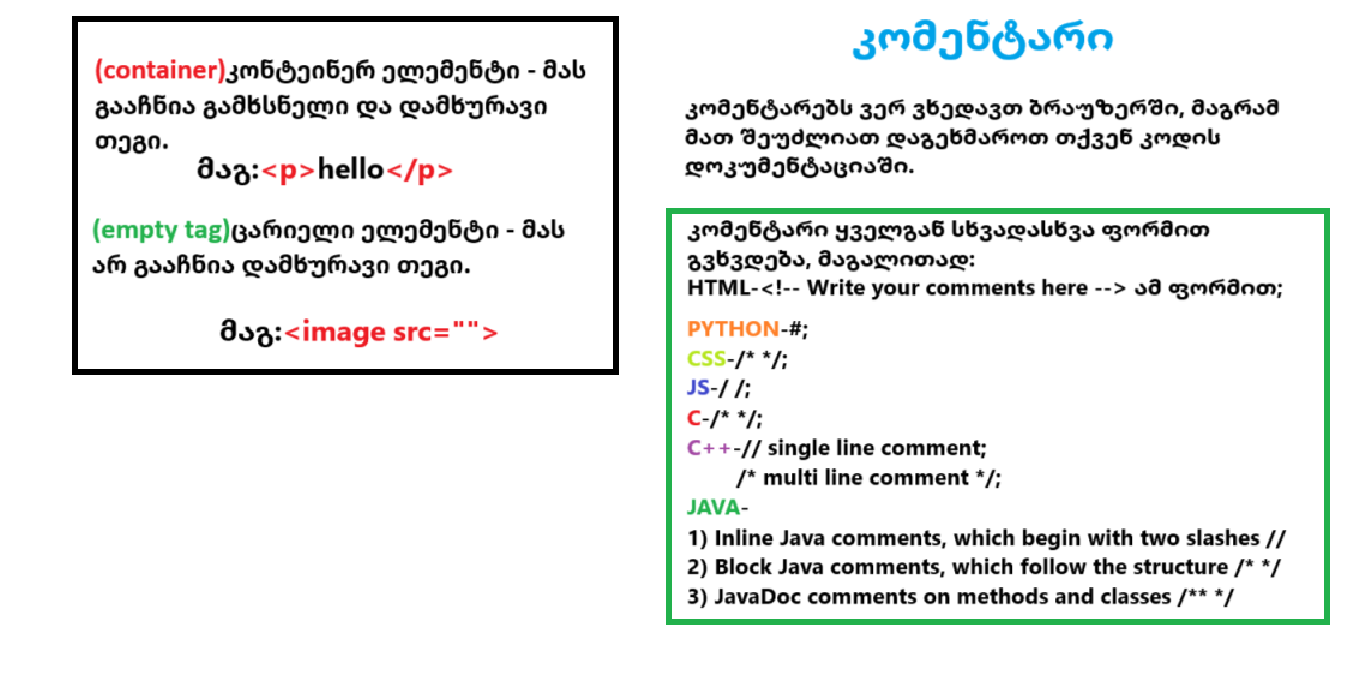 (container)კონტეინერ ელემენტი - მას
გააჩნია გამხსნელი და დამხურავი
თეგი.
მაგ:<p>hello</p>
(empty tag)ცარიელი ელემენტი - მას
არ გააჩნია დამხურავი თეგი.
მაგ:<image src="">
კომენტარი
კომენტარებს ვერ ვხედავთ ბრაუზერში, მაგრამ
მათ შეუძლიათ დაგეხმაროთ თქვენ კოდის
დოკუმენტაციაში.
კომენტარი ყველგან სხვადასხვა ფორმით
გვხვდება, მაგალითად:
HTML-<!-- Write your comments here --> ამ ფორმით;
PYTHON-#;
CSS-/* */;
JS-/ /;
C-/* */;
C++-// single line comment;
/* multi line comment */;
JAVA-
1) Inline Java comments, which begin with two slashes //
2) Block Java comments, which follow the structure /* */
3) JavaDoc comments on methods and classes /** */